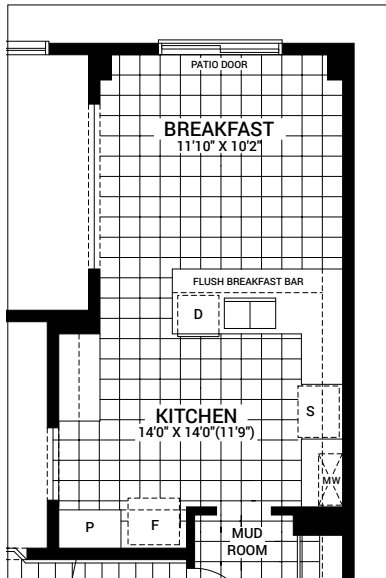 PATIO DOOR
BREAKFAST
11'10" X 10'2"
FLUSH BREAKFAST BAR
D
S
KITCHEN
14'0" X 14'0"(11'9")
MW
P
F
MUD
ROOM